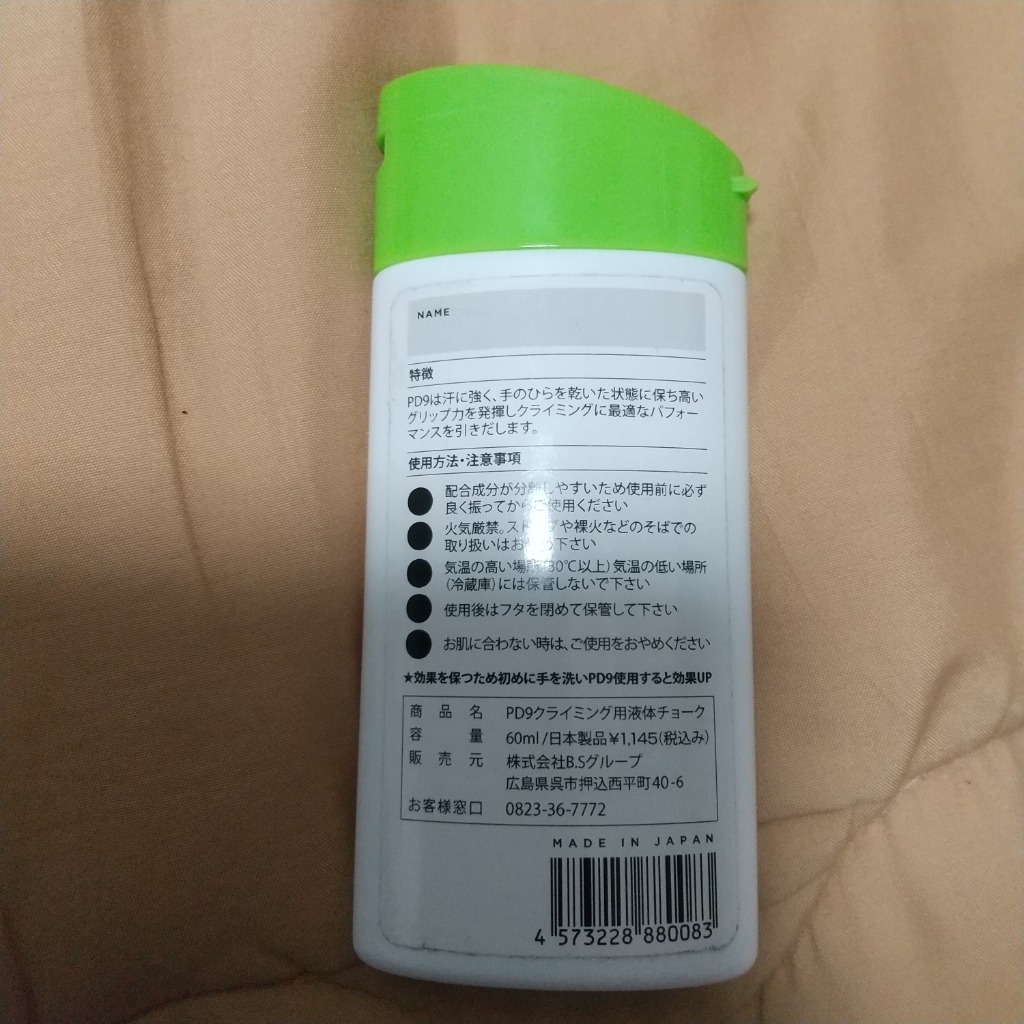 NAME
特徴
PD9は汗に強く、手のひらを乾いた状態に保ち高い
グリップ力を発揮しクライミングに最適なパフォー
マンスを引きだします。
使用方法・注意事項
配合成分が分離しやすいため使用前に必ず
良く振ってからご使用ください
火気厳禁。ストーブや裸火などのそばでの
取り扱いはお下さい
気温の高い場所(30℃以上)気温の低い場所
(冷蔵庫)には保管しないで下さい
使用後はフタを閉めて保管して下さい
お肌に合わない時は、ご使用をおやめください
★効果を保つため初めに手を洗いPD9使用すると効果UP
商品名 PD9クライミング用液体チョーク
容量 60ml/日本製品¥1,145(税込み)
販売元 株式会社B.Sグループ
広島県呉市押込西平町40-6
お客様窓口 0823-36-7772
MADE IN JAPAN
4 573228 880083